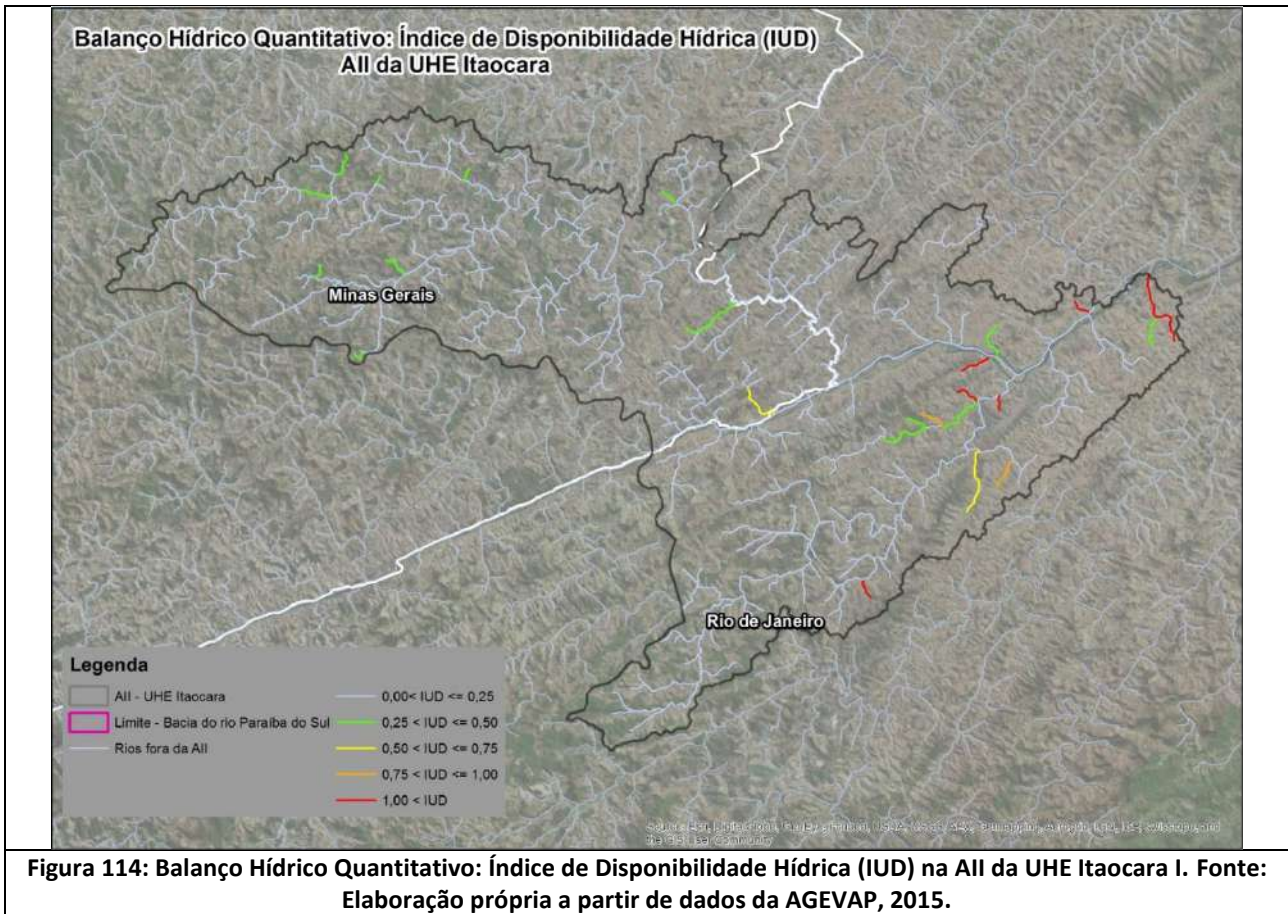 Balanço Hídrico Quantitativo: Índice de Disponibilidade Hídrica (IUD)
AII da UHE Itaocara
Minas Gerais
Rio de Janeiro
Legenda
AII - UHE Itaocara
Limite - Bacia do rio Paraíba do Sul
Rios fora da AII
0,00< IUD <= 0,25
0,25 < IUD <= 0,50
0,50 < IUD <= 0,75
0,75 < IUD <= 1,00
1,00 < IUD
Figura 114: Balanço Hídrico Quantitativo: Índice de Disponibilidade Hídrica (IUD) na AII da UHE Itaocara I. Fonte:
Elaboração própria a partir de dados da AGEVAP, 2015.